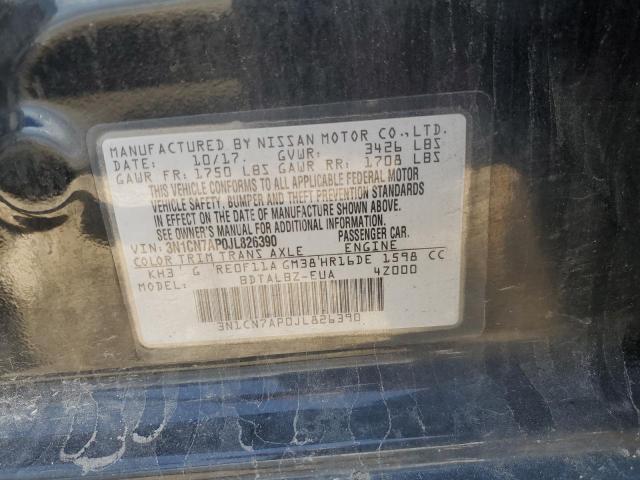 MANUFACTURED BY NISSAN MOTOR CO., LTD.
DATE: 10/17. GVWR: 3426 LBS
GAWR FR: 1750 LBS GAWR RR: 1708 LBS
THIS VEHICLE CONFORMS TO ALL APPLICABLE FEDERAL MOTOR
VEHICLE SAFETY, BUMPER AND THEFT PREVENTION STANDARDS
IN EFFECT ON THE DATE OF MANUFACTURE SHOWN ABOVE.
SEE OWNER'S MANUAL FOR ADDITIONAL INFORMATION.
VIN: 3N1CN7AP0JL826390 PASSENGER CAR.
COLOR TRIM TRANS AXLE ENGINE
KH3 G RE0F11A GM38 HR16DE 1598 CC
MODEL: BDTALBZ-EUA 4Z000
3N1CN7AP0JL826390